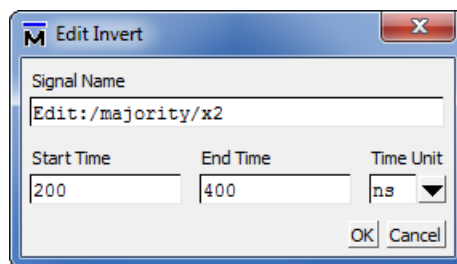 Edit Invert
Signal Name
Edit:/majority/x2
Start Time End Time Time Unit
200 400 ns
OK Cancel